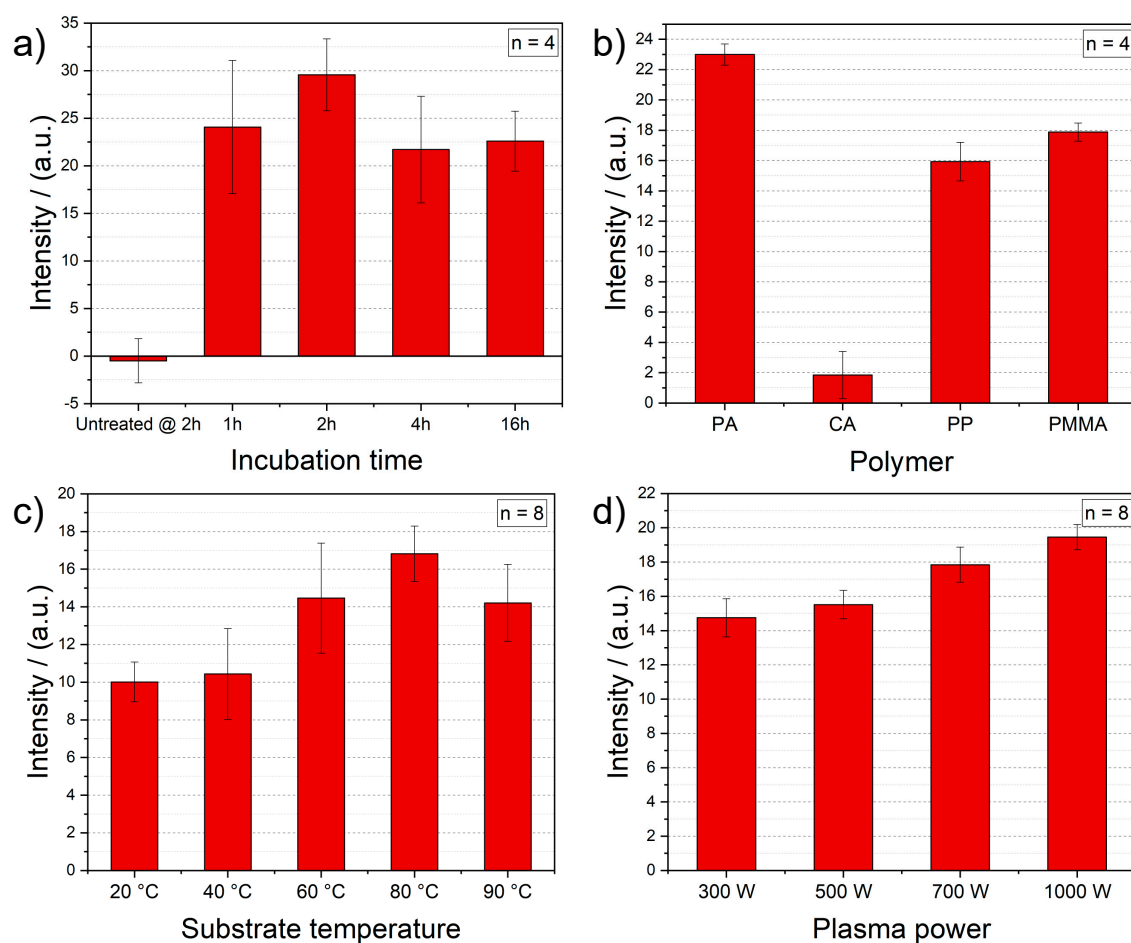 a)
n = 4
Intensity / (a.u.)
35
30
25
20
15
10
5
0
-5
Untreated @ 2h 1h 2h 4h 16h
Incubation time
b)
n = 4
Intensity / (a.u.)
24
22
20
18
16
14
12
10
8
6
4
2
0
PA CA PP PMMA
Polymer
c)
n = 8
Intensity / (a.u.)
20
18
16
14
12
10
8
6
4
2
0
20 °C 40 °C 60 °C 80 °C 90 °C
Substrate temperature
d)
n = 8
Intensity / (a.u.)
22
20
18
16
14
12
10
8
6
4
2
0
300 W 500 W 700 W 1000 W
Plasma power